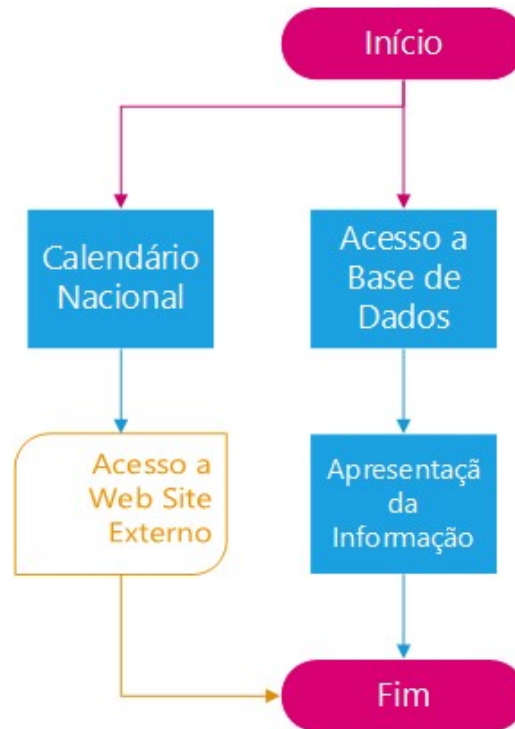 Início
Calendário
Nacional
Acesso a
Base de
Dados
Acesso a
Web Site
Externo
Apresentaçã
da
Informação
Fim